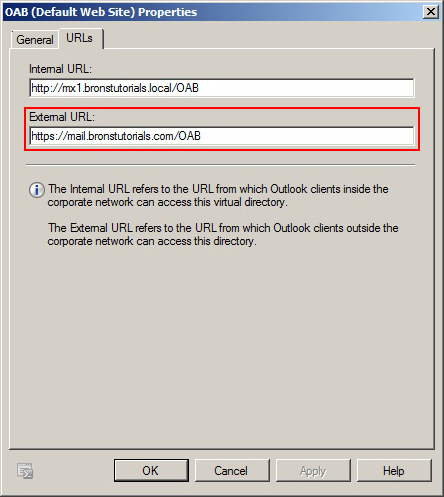 OAB (Default Web Site) Properties
General URLs
Internal URL:
http://mx1.bronstutorials.local/OAB
External URL:
https://mail.bronstutorials.com/OAB
The Internal URL refers to the URL from which Outlook clients inside the
corporate network can access this virtual directory.
The External URL refers to the URL from which Outlook clients outside the
corporate network can access this directory.
OK Cancel Apply Help